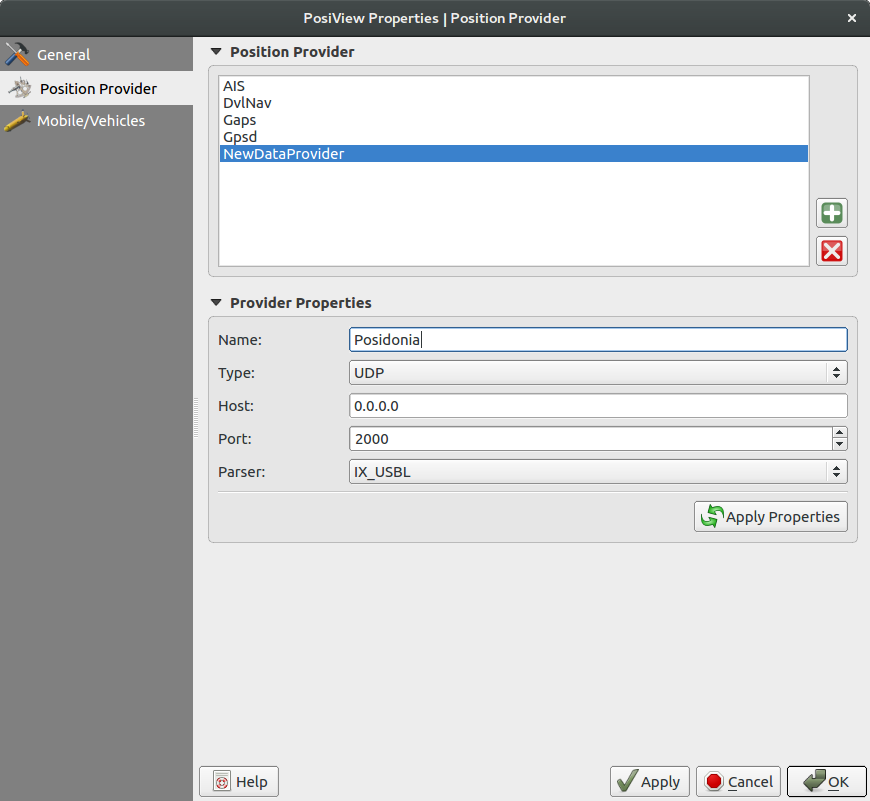 PosiView Properties | Position Provider
General
Position Provider
Mobile/Vehicles
Position Provider
AIS
DvlNav
Gaps
Gpsd
NewDataProvider
Provider Properties
Name: Posidonia
Type: UDP
Host: 0.0.0.0
Port: 2000
Parser: IX_USBL
Apply Properties
Help Apply Cancel OK